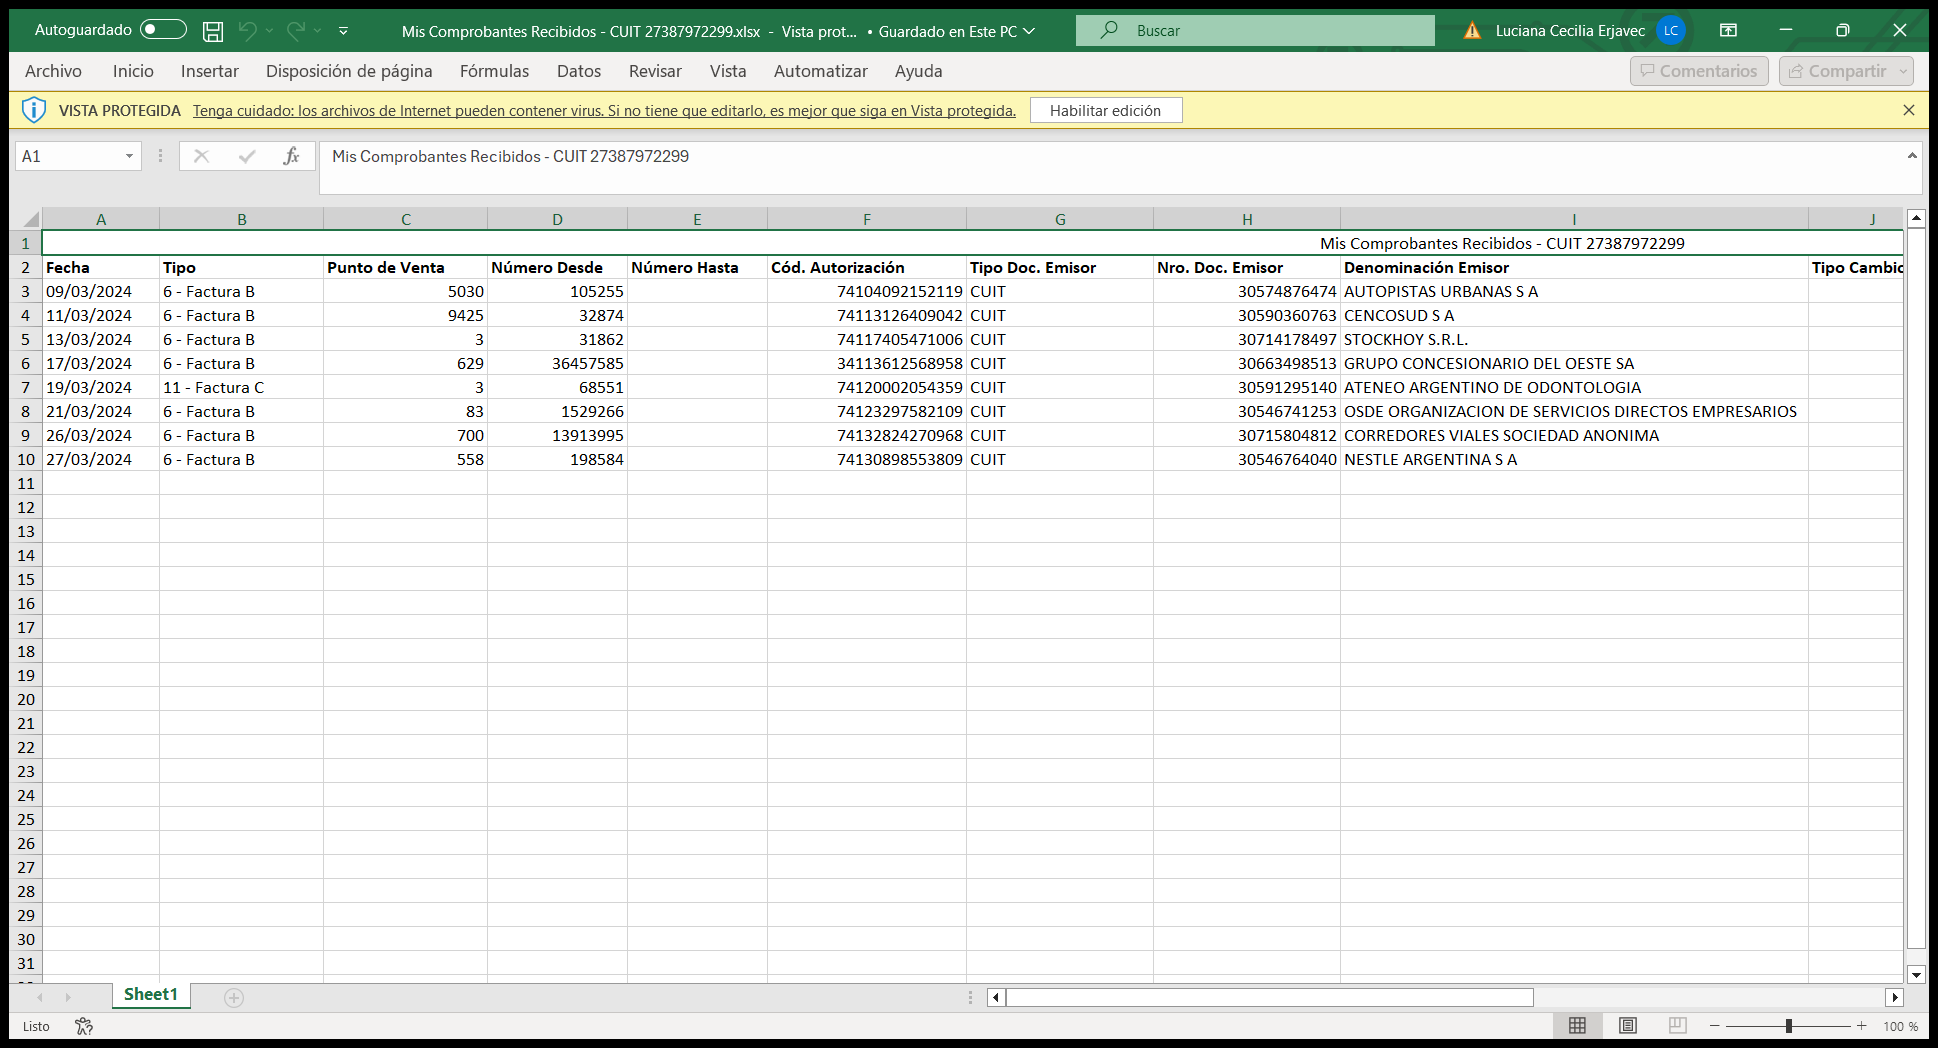 Autoguardado
Mis Comprobantes Recibidos - CUIT 27387972299.xlsx - Vista prot... • Guardado en Este PC
Buscar
Luciana Cecilia Erjavec LC
Archivo Inicio Insertar Disposición de página Fórmulas Datos Revisar Vista Automatizar Ayuda Comentarios Compartir
VISTA PROTEGIDA Tenga cuidado: los archivos de Internet pueden contener virus. Si no tiene que editarlo, es mejor que siga en Vista protegida. Habilitar edición
A1 fx Mis Comprobantes Recibidos - CUIT 27387972299
A B C D E F G H I J
1 Mis Comprobantes Recibidos - CUIT 27387972299
2 Fecha Tipo Punto de Venta Número Desde Número Hasta Cód. Autorización Tipo Doc. Emisor Nro. Doc. Emisor Denominación Emisor Tipo Cambio
3 09/03/2024 6 - Factura B 5030 105255 74104092152119 CUIT 30574876474 AUTOPISTAS URBANAS S A
4 11/03/2024 6 - Factura B 9425 32874 74113126409042 CUIT 30590360763 CENCOSUD S A
5 13/03/2024 6 - Factura B 3 31862 74117405471006 CUIT 30714178497 STOCKHOY S.R.L.
6 17/03/2024 6 - Factura B 629 36457585 34113612568958 CUIT 30663498513 GRUPO CONCESIONARIO DEL OESTE SA
7 19/03/2024 11 - Factura C 3 68551 74120002054359 CUIT 30591295140 ATENEO ARGENTINO DE ODONTOLOGIA
8 21/03/2024 6 - Factura B 83 1529266 74123297582109 CUIT 30546741253 OSDE ORGANIZACION DE SERVICIOS DIRECTOS EMPRESARIOS
9 26/03/2024 6 - Factura B 700 13913995 74132824270968 CUIT 30715804812 CORREDORES VIALES SOCIEDAD ANONIMA
10 27/03/2024 6 - Factura B 558 198584 74130898553809 CUIT 30546764040 NESTLE ARGENTINA S A
11
12
13
14
15
16
17
18
19
20
21
22
23
24
25
26
27
28
29
30
31
Sheet1
Listo
100 %